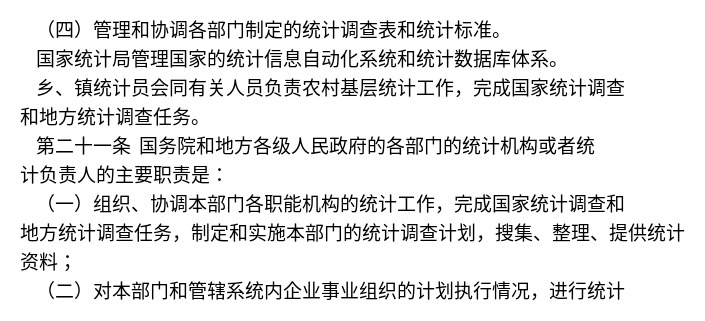 （四）管理和协调各部门制定的统计调查表和统计标准。
国家统计局管理国家的统计信息自动化系统和统计数据库体系。
乡、镇统计员会同有关人员负责农村基层统计工作，完成国家统计调查
和地方统计调查任务。
第二十一条 国务院和地方各级人民政府的各部门的统计机构或者统
计负责人的主要职责是：
（一）组织、协调本部门各职能机构的统计工作，完成国家统计调查和
地方统计调查任务，制定和实施本部门的统计调查计划，搜集、整理、提供统计
资料；
（二）对本部门和管辖系统内企业事业组织的计划执行情况，进行统计